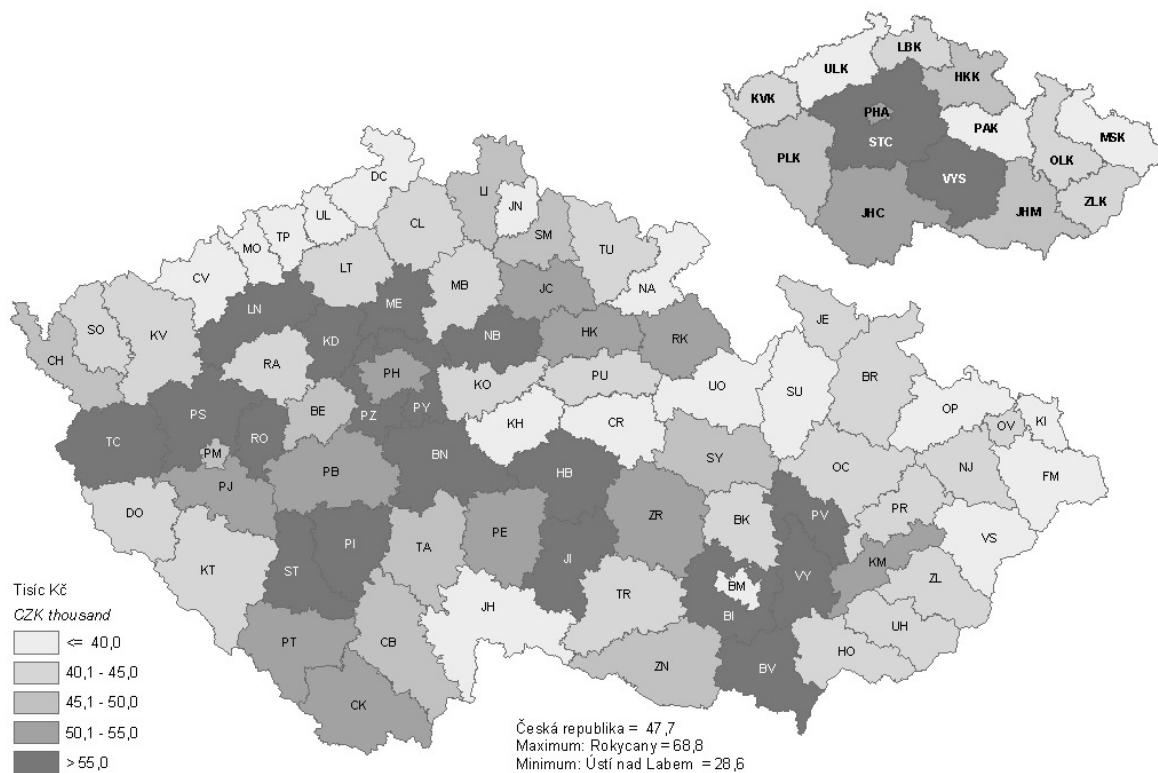 LBK
ULK
HKK
KVK
PHA
PAK
MSK
STC
PLK
OLK
VYS
ZLK
JHC
JHM
DC
LI
UL
JN
CL
TP
MO
SM
TU
LT
CV
MB
NA
JC
ME
LN
SO
KV
JE
NB
HK
KD
RK
CH
RA
PH
PU
BR
KO
UO
SU
BE
PZ
PY
OP
PS
KH
CR
KI
OV
TC
RO
PM
BN
SY
OC
NJ
HB
PB
FM
PJ
PR
DO
ZR
BK
PV
PE
VS
PI
TA
JI
VY
KM
KT
ST
ZL
BM
TR
JH
BI
UH
PT
CB
HO
ZN
BV
CK
Tisíc Kč
CZK thousand
<= 40,0
40,1 - 45,0
45,1 - 50,0
50,1 - 55,0
> 55,0
Česká republika = 47,7
Maximum: Rokycany = 68,8
Minimum: Ústí nad Labem = 28,6